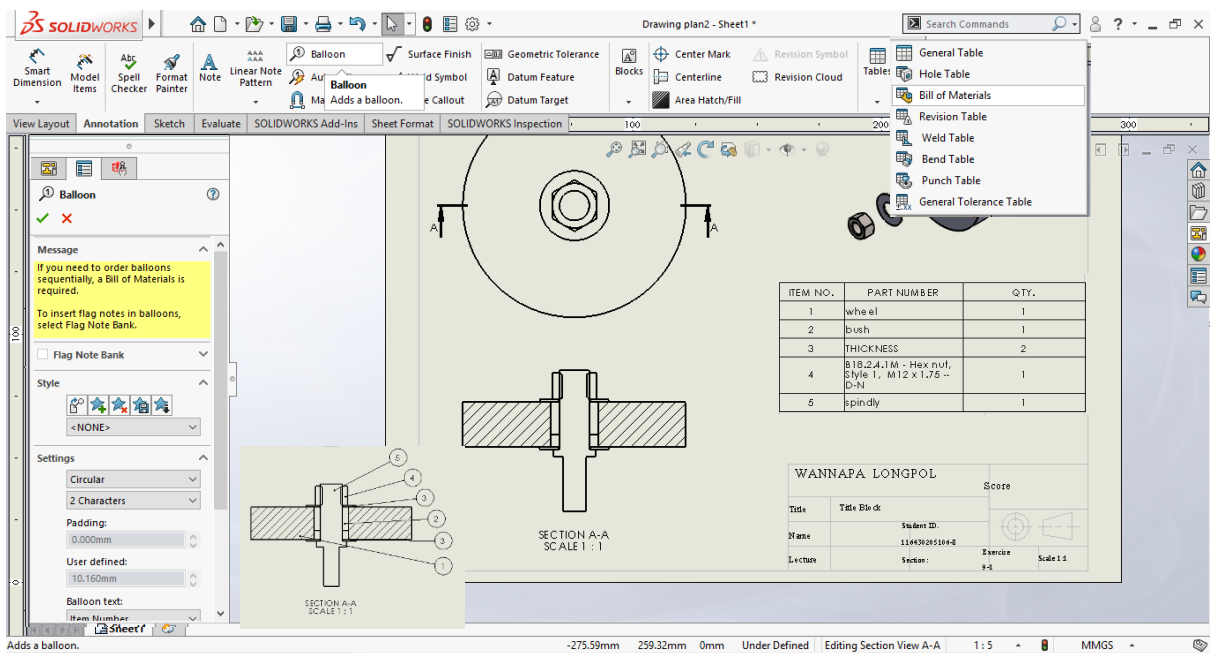 SOLIDWORKS
Drawing plan2 - Sheet1 *
Search Commands
?
Smart Dimension
Model Items
Abc
Spell Checker
Format Painter
A
Note
AAA
AAA
Linear Note Pattern
Balloon
Surface Finish
Geometric Tolerance
Datum Feature
Datum Target
Blocks
Center Mark
Centerline
Area Hatch/Fill
Revision Symbol
Revision Cloud
Tables
Balloon
Adds a balloon.
General Table
Hole Table
Bill of Materials
Revision Table
Weld Table
Bend Table
Punch Table
General Tolerance Table
View Layout
Annotation
Sketch
Evaluate
SOLIDWORKS Add-Ins
Sheet Format
SOLIDWORKS Inspection
100
200
300
100
0
Balloon
Message
If you need to order balloons
sequentially, a Bill of Materials is
required.
To insert flag notes in balloons,
select Flag Note Bank.
Flag Note Bank
Style
<NONE>
Settings
Circular
2 Characters
Padding:
0.000mm
User defined:
10.160mm
Balloon text:
Item Number
A
A
SECTION A-A
SCALE 1 : 1
5
4
3
2
3
1
SECTION A-A
SCALE 1 : 1
ITEM NO. PART NUMBER QTY.
1 wheel 1
2 bush 1
3 THICKNESS 2
4 B18.2.4.1M - Hex nut, Style 1, M12 x 1.75 -- D-N 1
5 spindly 1
WANNAPA LONGPOL
Score
Title Title Block
Name
Student ID.
116430205106-8
Lecture
Section :
Exercise
9-1
Scale 1:1
Sheet1
Adds a balloon.
-275.59mm 259.32mm 0mm Under Defined Editing Section View A-A 1 : 5 MMGS